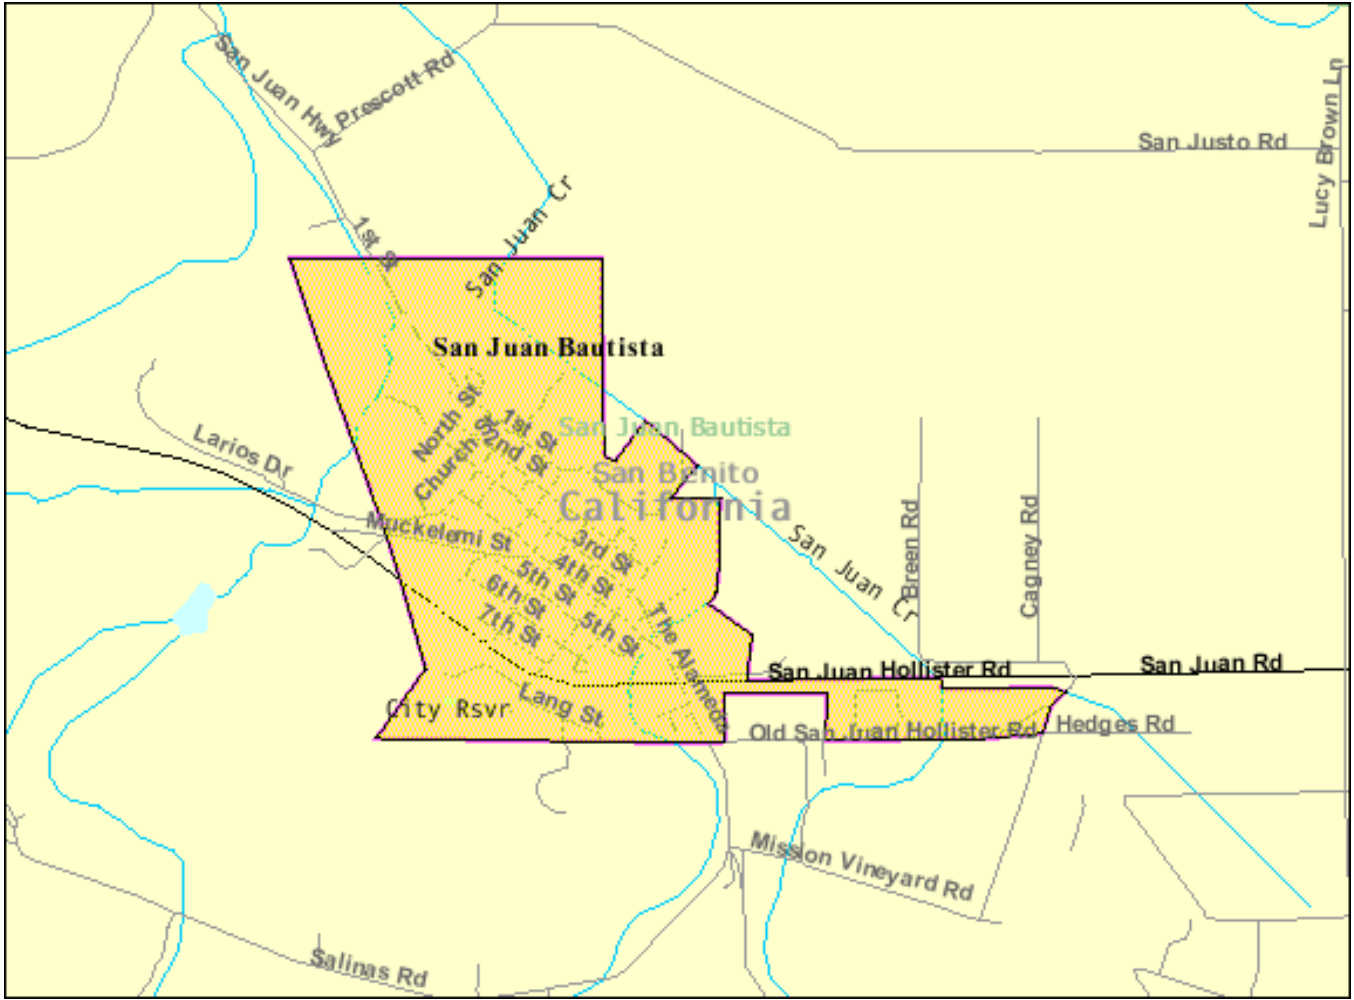 San Juan Hwy
Prescott Rd
San Justo Rd
Lucy Brown Ln
San Juan Cr
1st St
San Juan Bautista
North St
1st St
2nd St
Church
San Juan Bautista
San Benito
California
Larios Dr
Muckelemi St
3rd St
4th St
5th St
6th St
7th St
5th St
The Alameda
San Juan Cr
Breen Rd
Cagney Rd
San Juan Hollister Rd
San Juan Rd
City Rsvr
Lang St
Old San Juan Hollister Rd
Hedges Rd
Mission Vineyard Rd
Salinas Rd